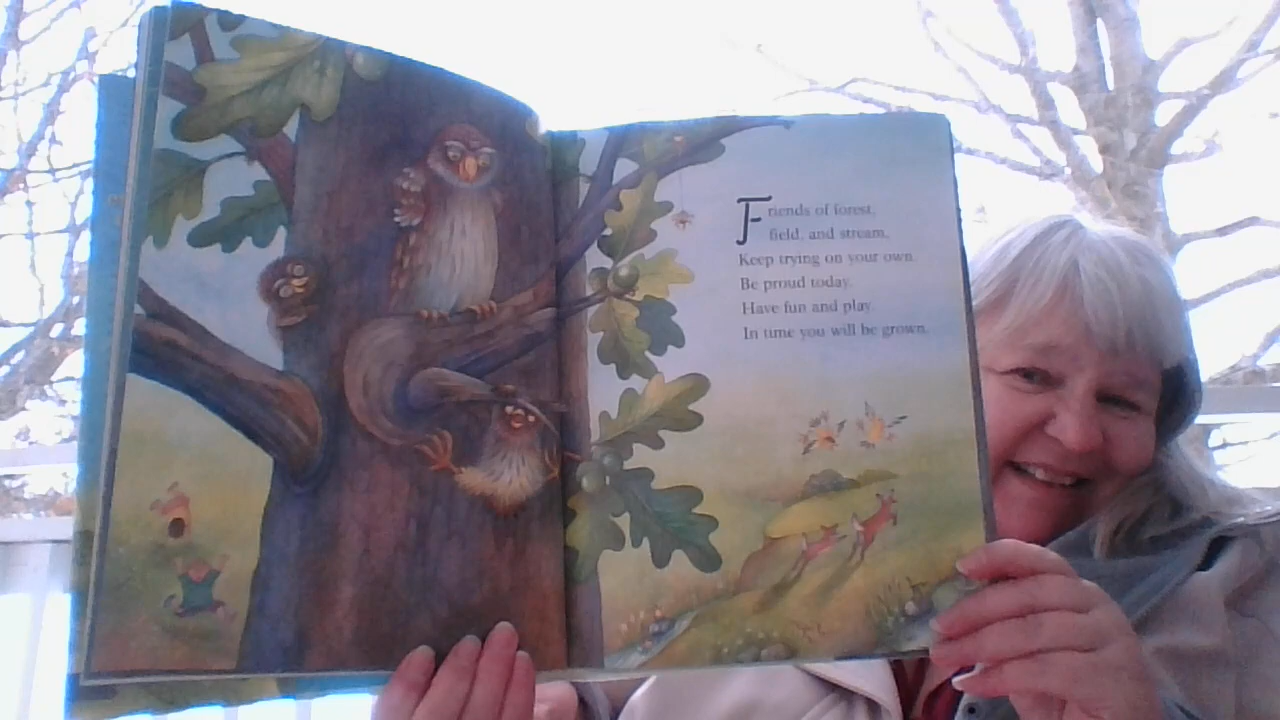 Friends of forest,
field, and stream,
Keep trying on your own.
Be proud today.
Have fun and play.
In time you will be grown.